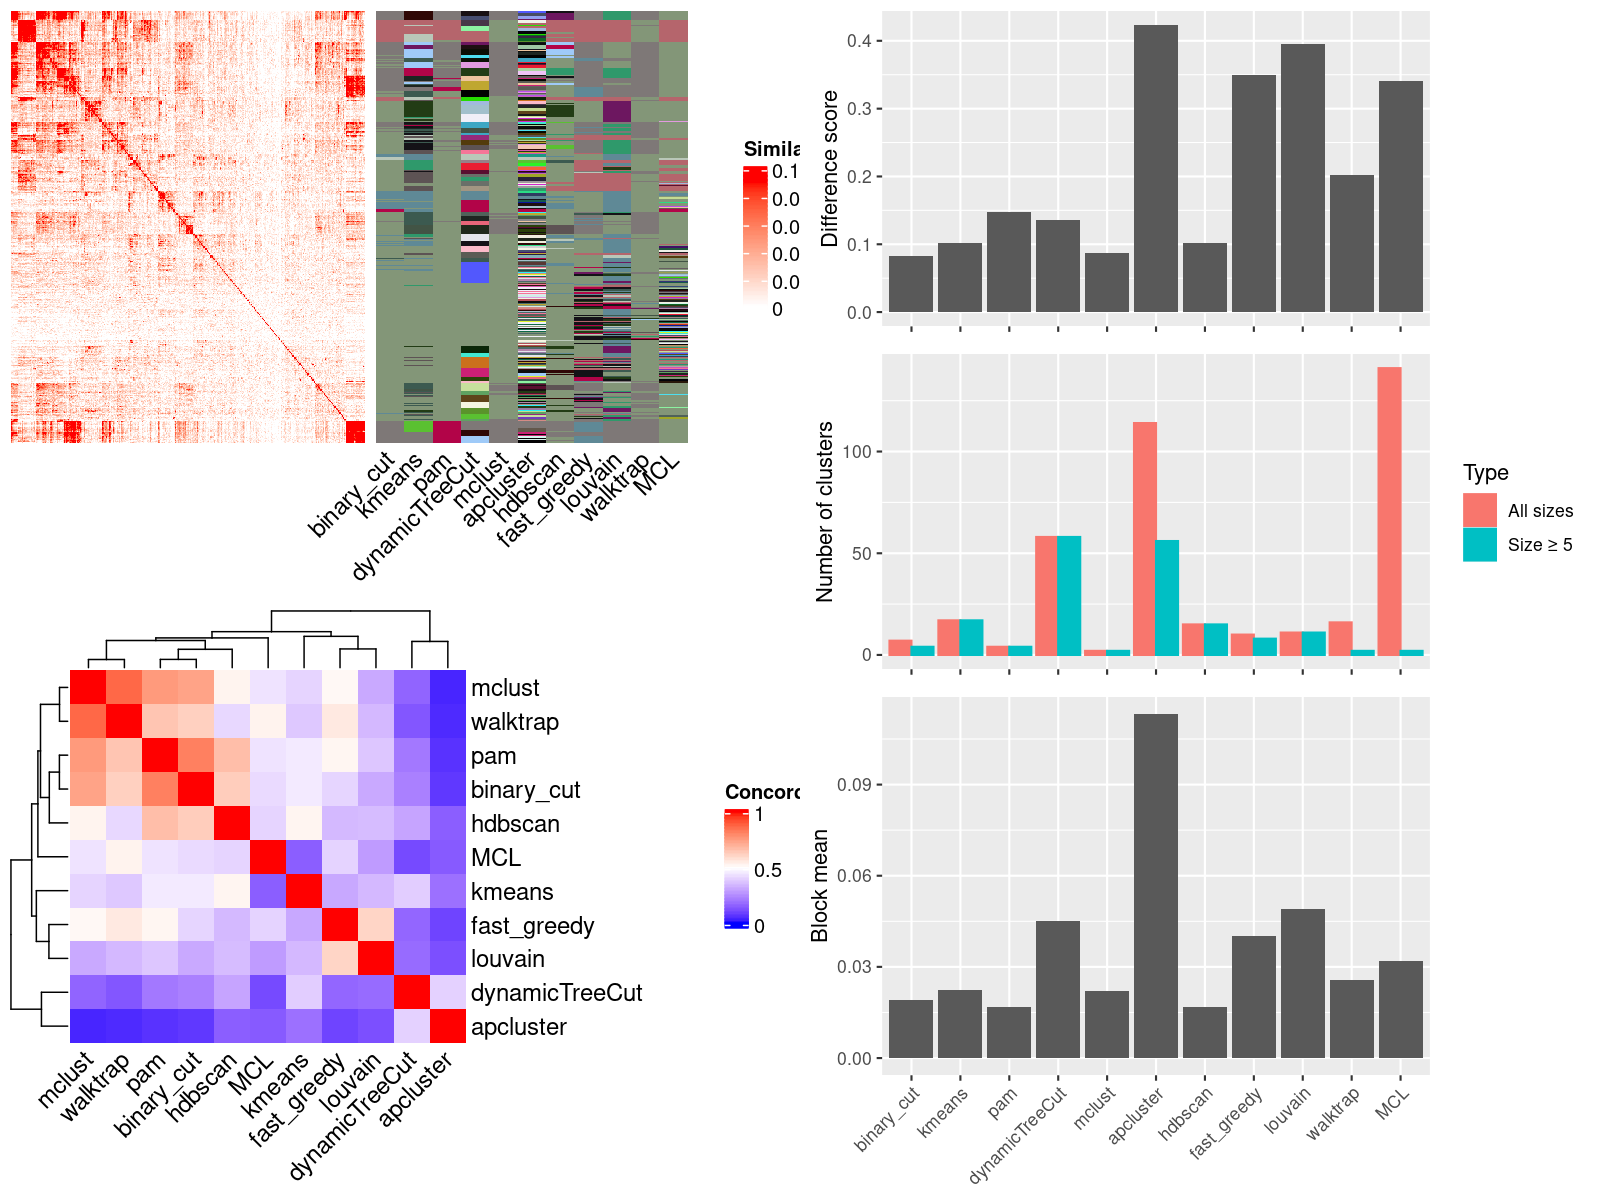 Simila
0.1
0.0
0.0
0.0
0.0
0
binary_cut
kmeans
pam
dynamicTreeCut
mclust
apcluster
hdbscan
fast_greedy
louvain
walktrap
MCL
mclust
walktrap
pam
binary_cut
hdbscan
MCL
kmeans
fast_greedy
louvain
dynamicTreeCut
apcluster
mclust
walktrap
pam
binary_cut
hdbscan
MCL
kmeans
fast_greedy
louvain
dynamicTreeCut
apcluster
Concord
1
0.5
0
Difference score
0.4
0.3
0.2
0.1
0.0
Number of clusters
100
50
0
Type
All sizes
Size ≥ 5
Block mean
0.09
0.06
0.03
0.00
binary_cut
kmeans
pam
dynamicTreeCut
mclust
apcluster
hdbscan
fast_greedy
louvain
walktrap
MCL